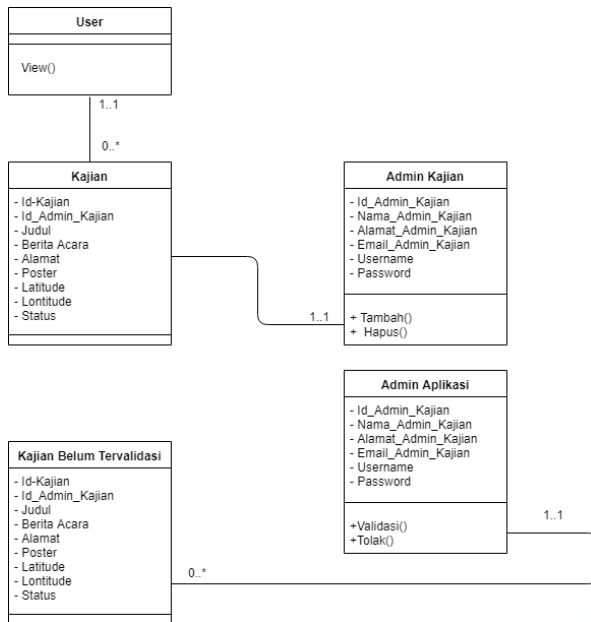 User
View()
1..1
0..*
Kajian
- Id-Kajian
- Id_Admin_Kajian
- Judul
- Berita Acara
- Alamat
- Poster
- Latitude
- Lontitude
- Status
Admin Kajian
- Id_Admin_Kajian
- Nama_Admin_Kajian
- Alamat_Admin_Kajian
- Email_Admin_Kajian
- Username
- Password
1..1
+ Tambah()
+ Hapus()
Admin Aplikasi
- Id_Admin_Kajian
- Nama_Admin_Kajian
- Alamat_Admin_Kajian
- Email_Admin_Kajian
- Username
- Password
+Validasi()
+Tolak()
1..1
Kajian Belum Tervalidasi
- Id-Kajian
- Id_Admin_Kajian
- Judul
- Berita Acara
- Alamat
- Poster
- Latitude
- Lontitude
- Status
0..*